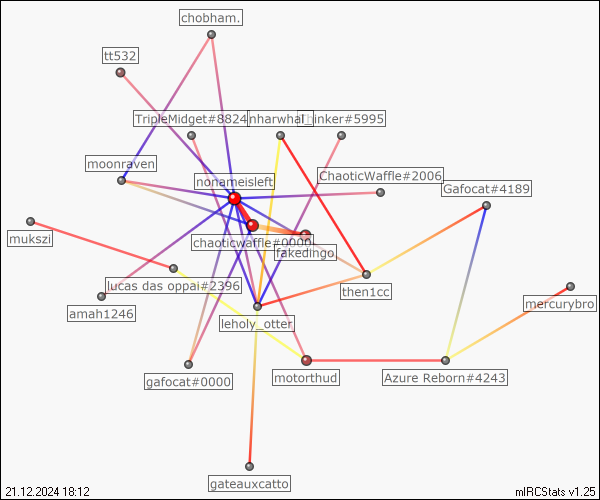 chobham.
tt532
TripleMidget#8824
nharwhal
inker#5995
moonraven
nonameisleft
ChaoticWaffle#2006
Gafocat#4189
mukszi
chaoticwaffle#0000
fakedingo
lucas das oppai#2396
then1cc
mercurybro
amah1246
leholy_otter
gafocat#0000
motorthud
Azure Reborn#4243
gateauxcatto
21.12.2024 18:12
mIRCStats v1.25